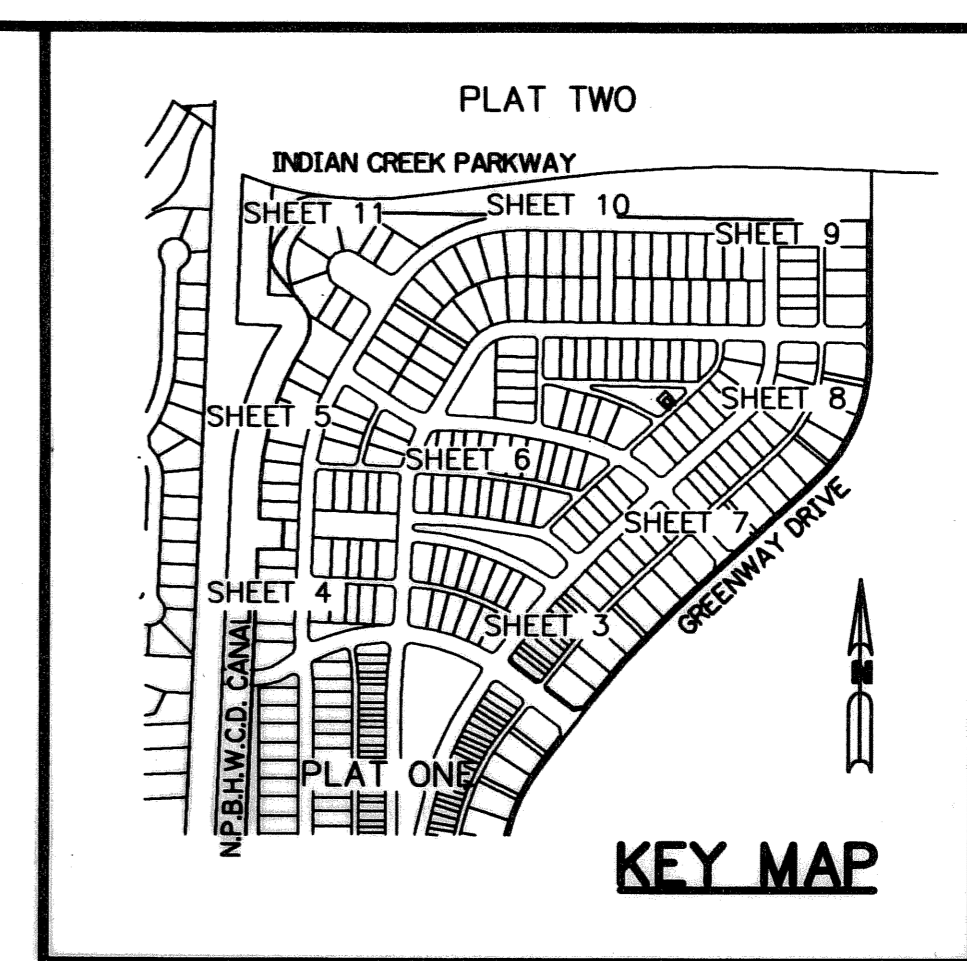 PLAT TWO
INDIAN CREEK PARKWAY
SHEET 11
SHEET 10
SHEET 9
SHEET 8
SHEET 5
SHEET 6
SHEET 7
GREENWAY DRIVE
SHEET 4
SHEET 3
N.P.B.H.W.C.D. CANAL
N
PLAT ONE
KEY MAP